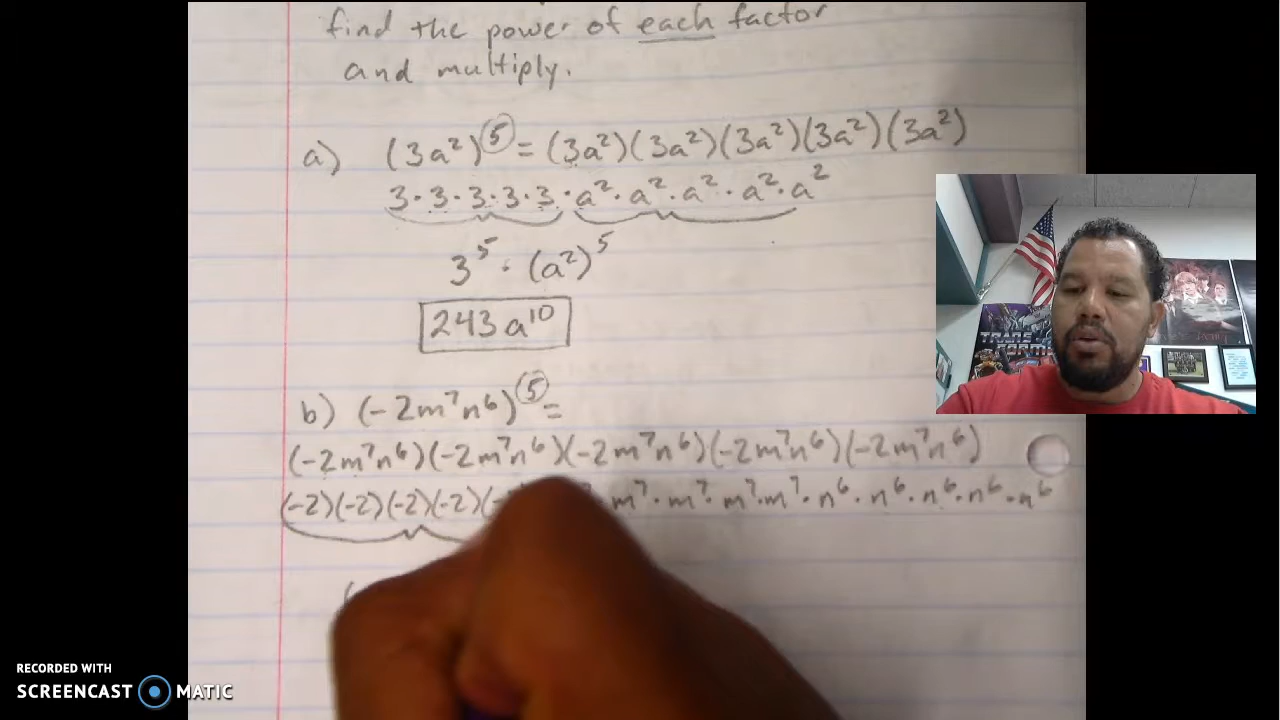 find the power of each factor
and multiply.
a) (3a²)⁵ = (3a²)(3a²)(3a²)(3a²)(3a²)
3·3·3·3·3·a²·a²·a²·a²·a²
3⁵·(a²)⁵
243a¹⁰
b) (-2m⁷n⁶)⁵ =
(-2m⁷n⁶)(-2m⁷n⁶)(-2m⁷n⁶)(-2m⁷n⁶)(-2m⁷n⁶)
(-2)(-2)(-2)(-2)( m⁷·m⁷·m⁷·m⁷·n⁶·n⁶·n⁶·n⁶·n⁶
(
TRANS
RECORDED WITH
SCREENCAST MATIC